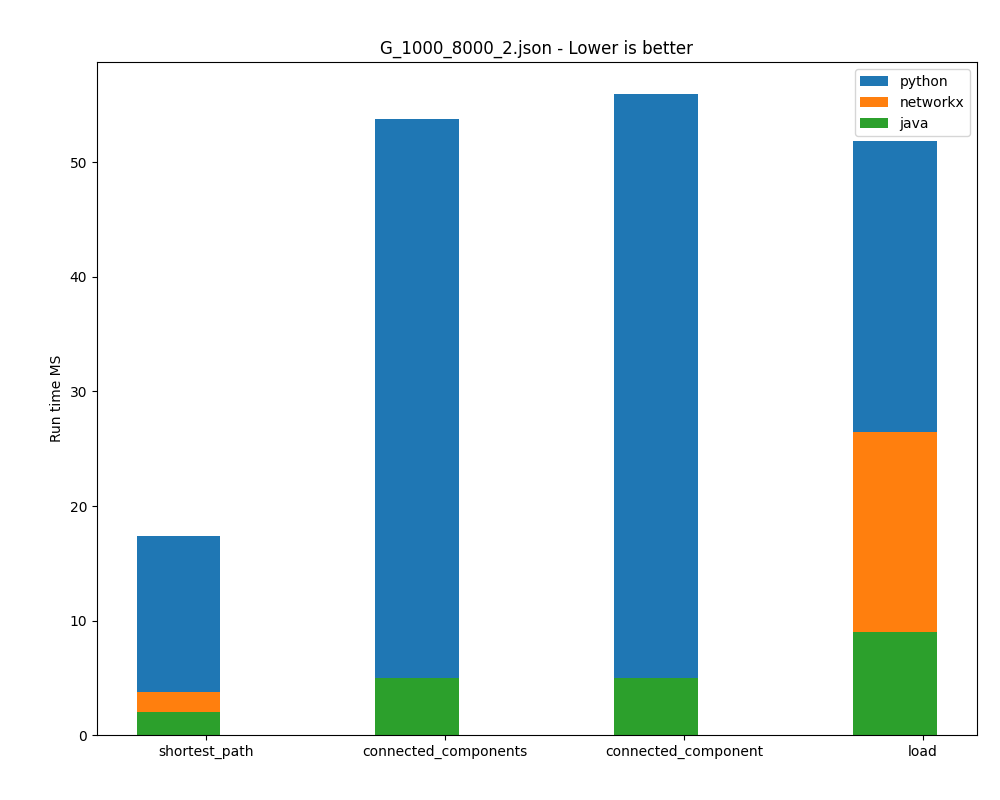 G_1000_8000_2.json - Lower is better
python
networkx
java
Run time MS
50
40
30
20
10
0
shortest_path
connected_components
connected_component
load